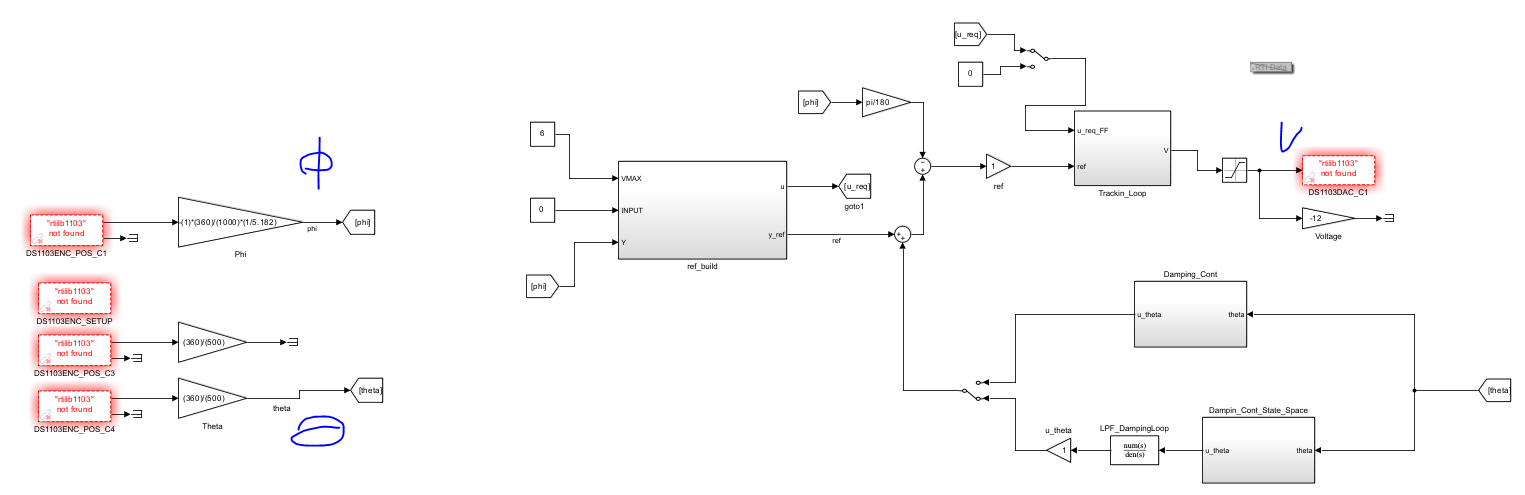 [u_req]
0
RTI Data
[phi]
pi/180
6
u_req_FF
V
"rtilib1103"
not found
DS1103DAC_C1
ref
1
ref
Trackin_Loop
-12
Voltage
VMAX
u
[u_req]
goto1
0
INPUT
y_ref
ref
Y
ref_build
[phi]
ϕ
V
"rtilib1103"
not found
DS1103ENC_POS_C1
-(1)*(360)/(1000)*(1/5.182)
phi
[phi]
Phi
"rtilib1103"
not found
DS1103ENC_SETUP
"rtilib1103"
not found
DS1103ENC_POS_C3
(360)/(500)
"rtilib1103"
not found
DS1103ENC_POS_C4
(360)/(500)
theta
[theta]
Theta
θ
Damping_Cont
u_theta
theta
[theta]
Dampin_Cont_State_Space
u_theta
theta
LPF_DampingLoop
num(s)
den(s)
u_theta
1